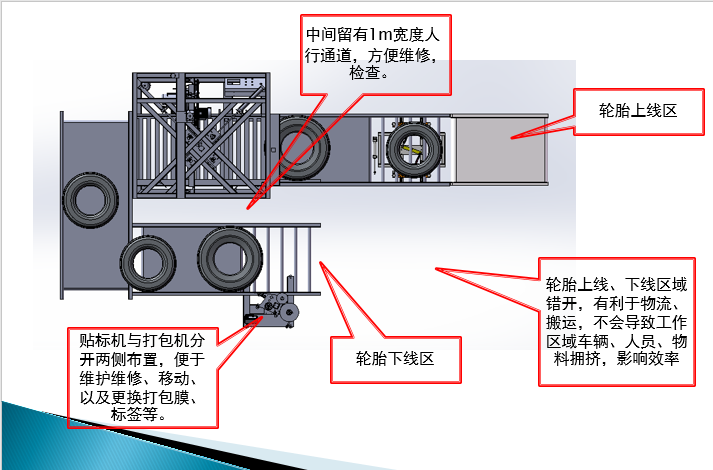 中间留有1m宽度人
行通道，方便维修，
检查。
轮胎上线区
轮胎上线、下线区域
错开，有利于物流、
搬运，不会导致工作
区域车辆、人员、物
料拥挤，影响效率
贴标机与打包机分
开两侧布置，便于
维护维修、移动、
以及更换打包膜、
标签等。
轮胎下线区